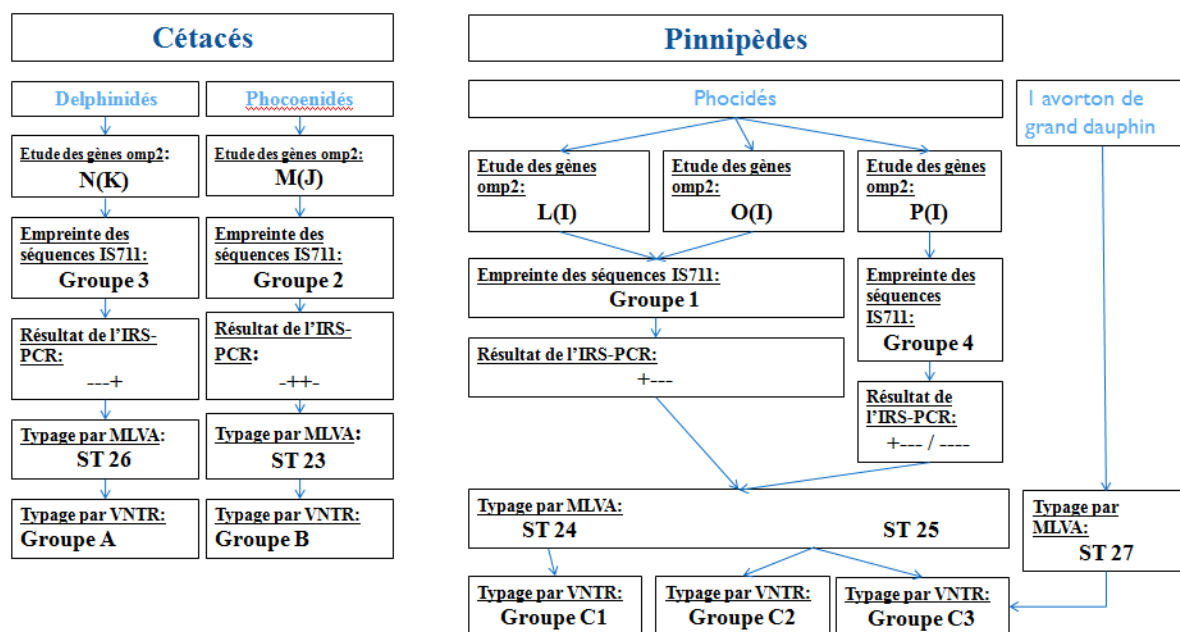 Cétacés
Delphinidés
Phocoenidés
Etude des gènes omp2:
N(K)
Etude des gènes omp2:
M(J)
Empreinte des
séquences IS711:
Groupe 3
Empreinte des
séquences IS711:
Groupe 2
Résultat de l'IRS-
PCR:
---+
Résultat de l'IRS-
PCR:
-++-
Typage par MLVA:
ST 26
Typage par MLVA:
ST 23
Typage par VNTR:
Groupe A
Typage par VNTR:
Groupe B
Pinnipèdes
Phocidés
1 avorton de
grand dauphin
Etude des gènes
omp2:
L(I)
Etude des gènes
omp2:
O(I)
Etude des gènes
omp2:
P(I)
Empreinte des séquences IS711:
Groupe 1
Empreinte des
séquences
IS711:
Groupe 4
Résultat de l'IRS-PCR:
+---
Résultat de
l'IRS-PCR:
+--- / ----
Typage par MLVA:
ST 24 ST 25
Typage par
MLVA:
ST 27
Typage par VNTR:
Groupe C1
Typage par VNTR:
Groupe C2
Typage par VNTR:
Groupe C3